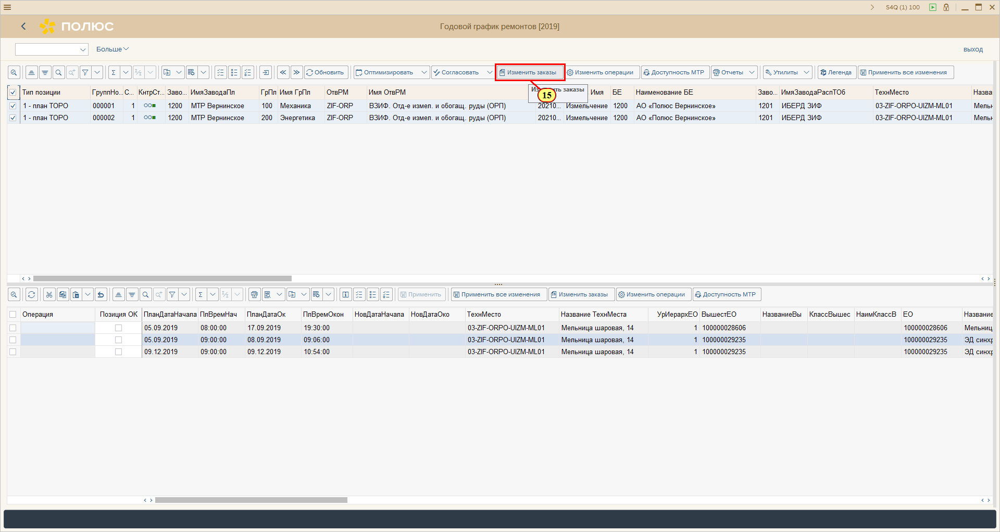 S4Q (1) 100
ПОЛЮС
Годовой график ремонтов [2019]
Больше
выход
Обновить Оптимизировать Согласовать Изменить заказы Изменить операции Доступность МТР Отчеты Утилиты Легенда Применить все изменения
Тип позиции ГруппНо... С... КнтрСт... Заво... ИмяЗаводаПл ГрПл Имя ГрПл ОтвРМ Имя ОтвРМ Имя БЕ Наименование БЕ Заво... ИмяЗаводаРаспТОб ТехнМесто Назва
15
1 - план ТОРО 000001 1 1200 МТР Вернинское 100 Механика ZIF-ORP ВЗИФ. Отд-е измел. и обогащ. руды (ОРП) 20210... Измельчение 1200 АО «Полюс Вернинское» 1201 ИБЕРД ЗИФ 03-ZIF-ORPO-UIZM-ML01 Мельн
1 - план ТОРО 000002 1 1200 МТР Вернинское 200 Энергетика ZIF-ORP ВЗИФ. Отд-е измел. и обогащ. руды (ОРП) 20210... Измельчение 1200 АО «Полюс Вернинское» 1201 ИБЕРД ЗИФ 03-ZIF-ORPO-UIZM-ML01 Мельн
Применить Применить все изменения Изменить заказы Изменить операции Доступность МТР
Операция Позиция ОК ПланДатаНачала ПлВремНач ПланДатаОк ПлВремОкон НовДатаНачала НовДатаОко ТехнМесто Название ТехнМеста УрИерархЕО ВышестЕО НазваниеВы КлассВышес НаимКлассВ ЕО Название
05.09.2019 08:00:00 17.09.2019 19:30:00 03-ZIF-ORPO-UIZM-ML01 Мельница шаровая, 14 1 100000028606 100000028606 Мельниц
05.09.2019 09:00:00 08.09.2019 09:06:00 03-ZIF-ORPO-UIZM-ML01 Мельница шаровая, 14 1 100000029235 100000029235 ЭД синхр
09.12.2019 09:00:00 09.12.2019 10:54:00 03-ZIF-ORPO-UIZM-ML01 Мельница шаровая, 14 1 100000029235 100000029235 ЭД синхр